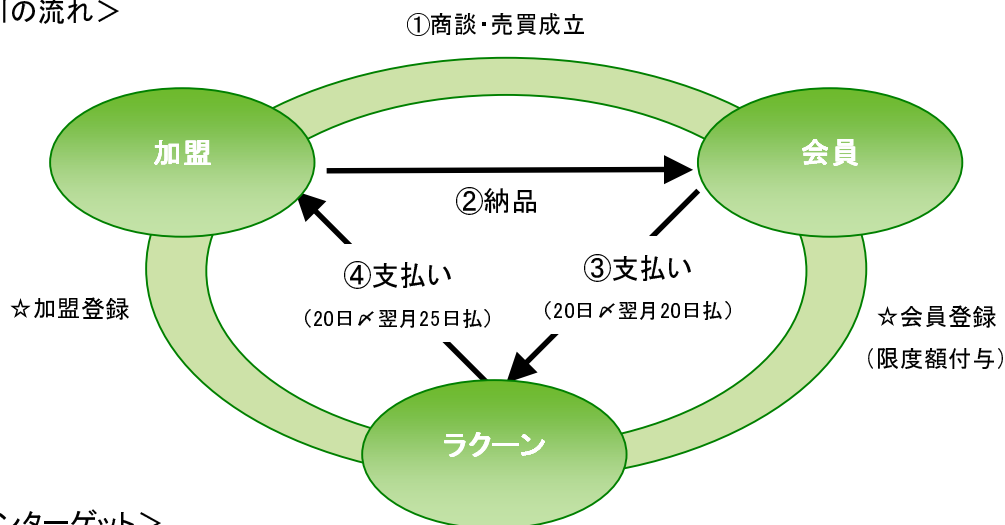 の流れ＞
①商談・売買成立
加盟
会員
②納品
④支払い
（20日〆翌月25日払）
③支払い
（20日〆翌月20日払）
☆加盟登録
☆会員登録
（限度額付与）
ラクーン
ンターゲット＞